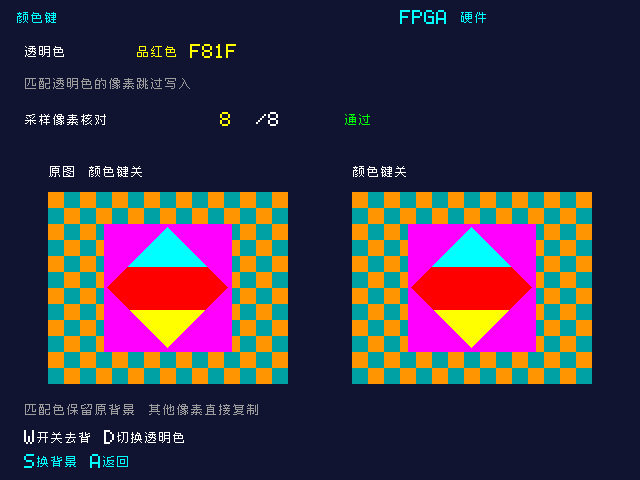 颜色键 FPGA 硬件
透明色 品红色 F81F
匹配透明色的像素跳过写入
采样像素核对 8 /8 通过
原图 颜色键关 颜色键关
匹配色保留原背景 其他像素直接复制
W开关去背 D切换透明色
S换背景 A返回